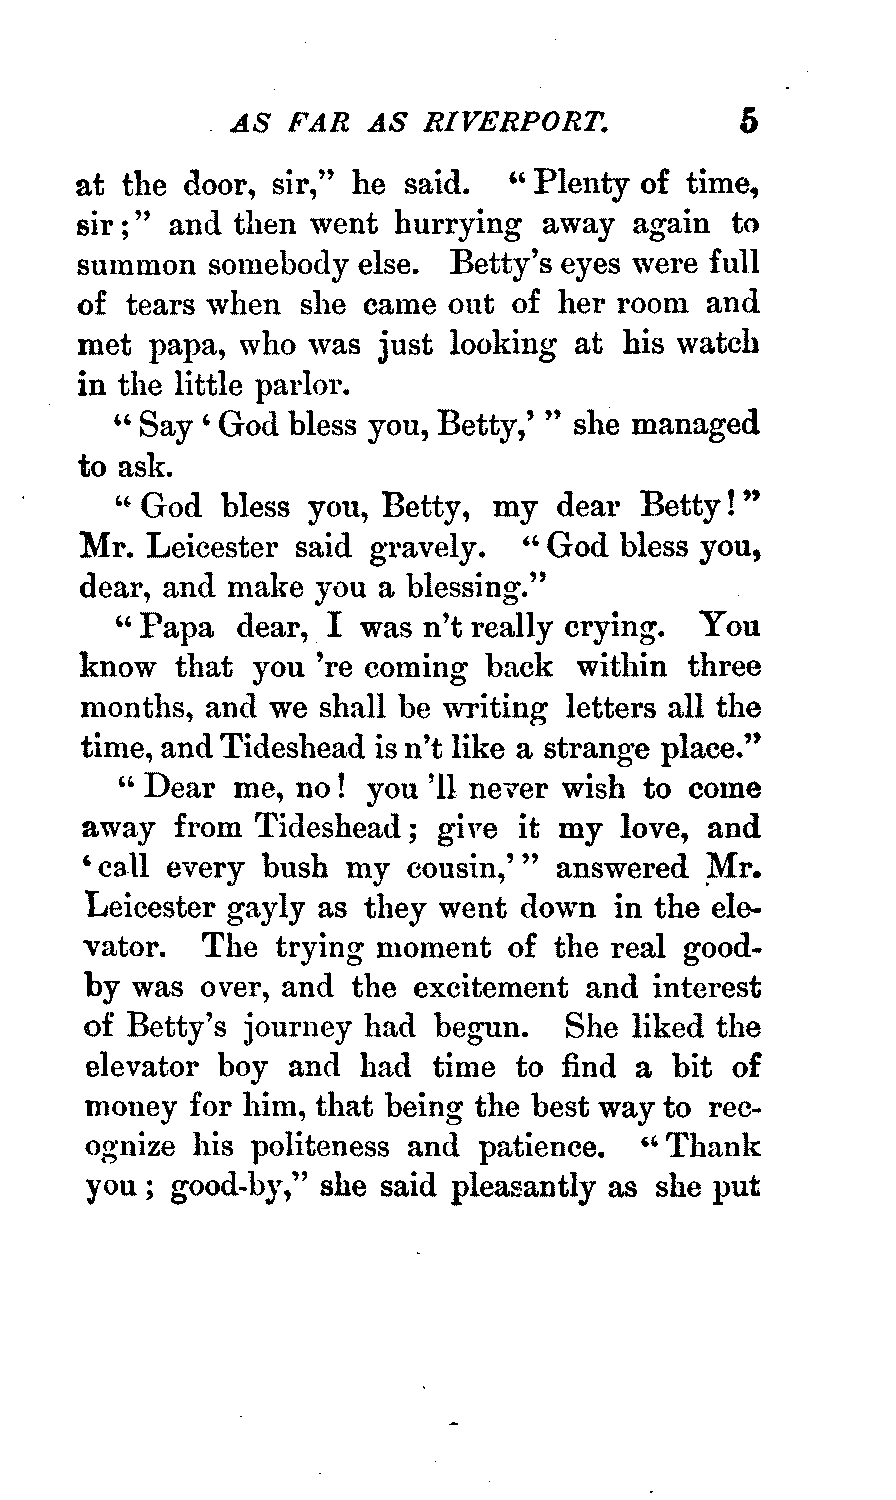 AS FAR AS RIVERPORT. 5
at the door, sir," he said. "Plenty of time,
sir;" and then went hurrying away again to
summon somebody else. Betty's eyes were full
of tears when she came out of her room and
met papa, who was just looking at his watch
in the little parlor.
"Say 'God bless you, Betty,'" she managed
to ask.
"God bless you, Betty, my dear Betty!"
Mr. Leicester said gravely. "God bless you,
dear, and make you a blessing."
"Papa dear, I was n't really crying. You
know that you 're coming back within three
months, and we shall be writing letters all the
time, and Tideshead is n't like a strange place."
"Dear me, no! you 'll never wish to come
away from Tideshead; give it my love, and
'call every bush my cousin,'" answered Mr.
Leicester gayly as they went down in the ele-
vator. The trying moment of the real good-
by was over, and the excitement and interest
of Betty's journey had begun. She liked the
elevator boy and had time to find a bit of
money for him, that being the best way to rec-
ognize his politeness and patience. "Thank
you; good-by," she said pleasantly as she put